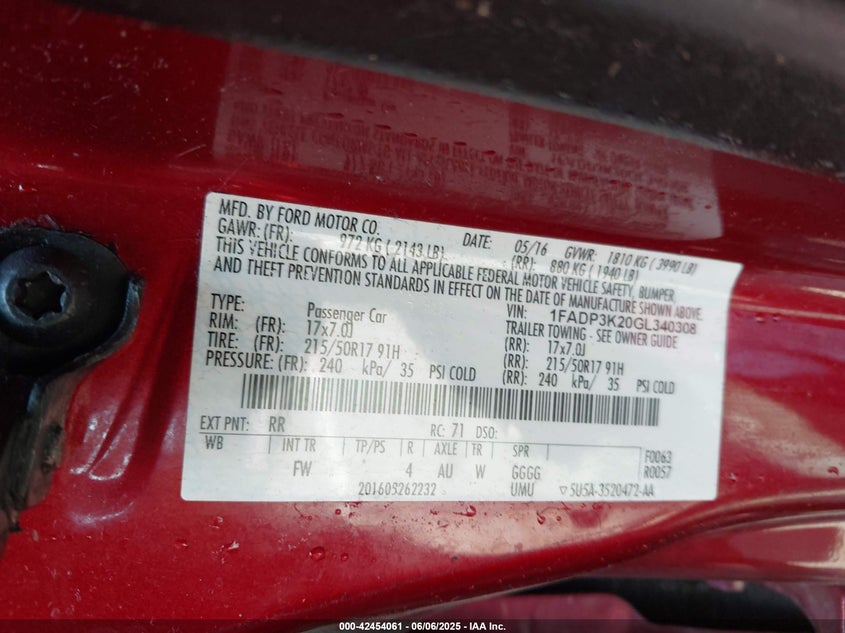 MFD. BY FORD MOTOR CO.
DATE: 05/16 GVWR: 1810 KG ( 3990 LB)
GAWR: (FR): 972 KG ( 2143 LB) (RR): 880 KG ( 1940 LB)
THIS VEHICLE CONFORMS TO ALL APPLICABLE FEDERAL MOTOR VEHICLE SAFETY, BUMPER,
AND THEFT PREVENTION STANDARDS IN EFFECT ON THE DATE OF MANUFACTURE SHOWN ABOVE.
VIN: 1FADP3K20GL340308
TYPE: Passenger Car TRAILER TOWING - SEE OWNER GUIDE
RIM: (FR): 17x7.0J (RR): 17x7.0J
TIRE: (FR): 215/50R17 91H (RR): 215/50R17 91H
PRESSURE: (FR): 240 kPa/ 35 PSI COLD (RR): 240 kPa/ 35 PSI COLD
EXT PNT: RR RC: 71 DSO:
WB INT TR TP/PS R AXLE TR SPR F0063
FW 4 AU W GGGG R0057
201605262232 UMU ▽5U5A-3520472-AA
000-42454061 - 06/06/2025 - IAA Inc.